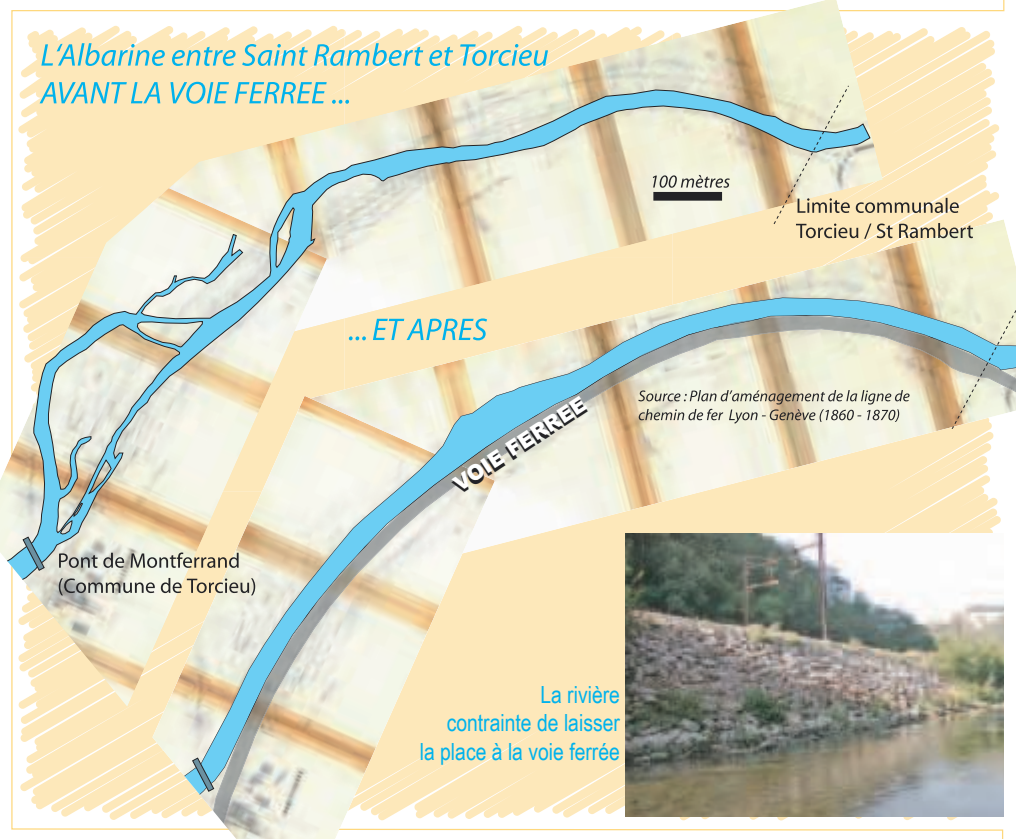 L‘Albarine entre Saint Rambert et Torcieu
AVANT LA VOIE FERREE ...
100 mètres
Limite communale
Torcieu / St Rambert
... ET APRES
Source : Plan d’aménagement de la ligne de
chemin de fer Lyon - Genève (1860 - 1870)
VOIE FERREE
Pont de Montferrand
(Commune de Torcieu)
La rivière
contrainte de laisser
la place à la voie ferrée